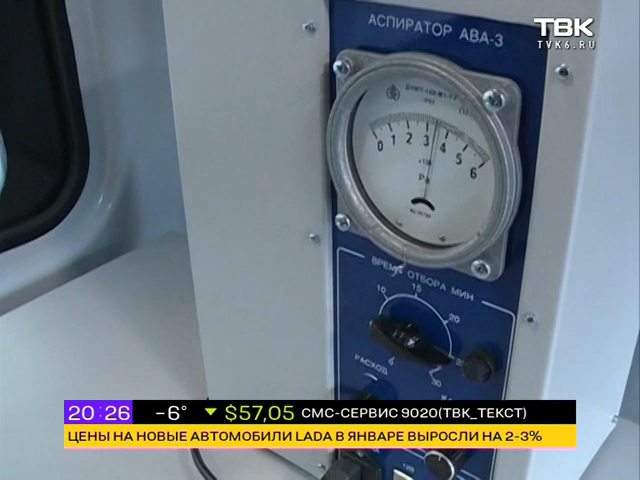 АСПИРАТОР АВА-3
ТВК
TVK6.RU
0 1 2 3 4 5 6
ВРЕМЯ ОТБОРА МИН
10 15 20
30
РАСХОД
20:26 -6° $57,05 СМС-СЕРВИС 9020(ТВК_ТЕКСТ)
ЦЕНЫ НА НОВЫЕ АВТОМОБИЛИ LADA В ЯНВАРЕ ВЫРОСЛИ НА 2-3%